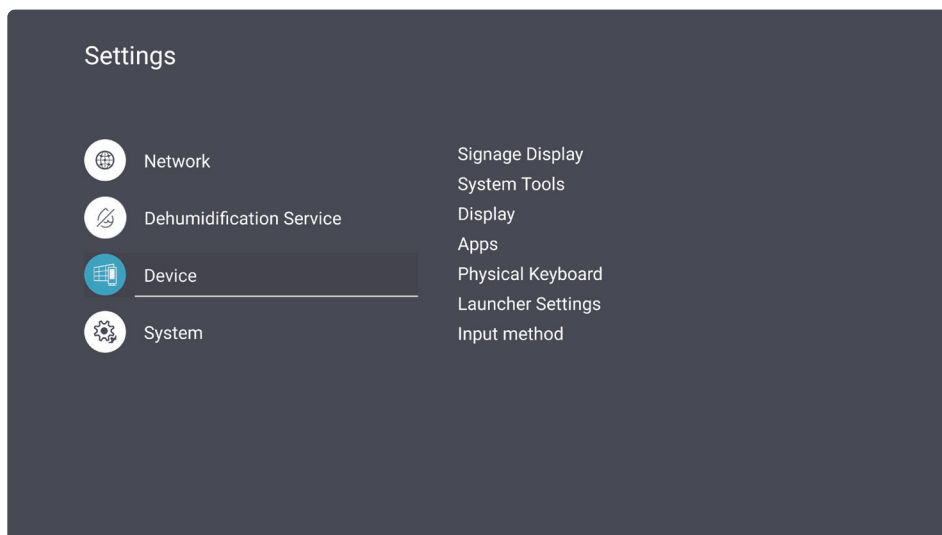 Settings
Network
Dehumidification Service
Device
System
Signage Display
System Tools
Display
Apps
Physical Keyboard
Launcher Settings
Input method